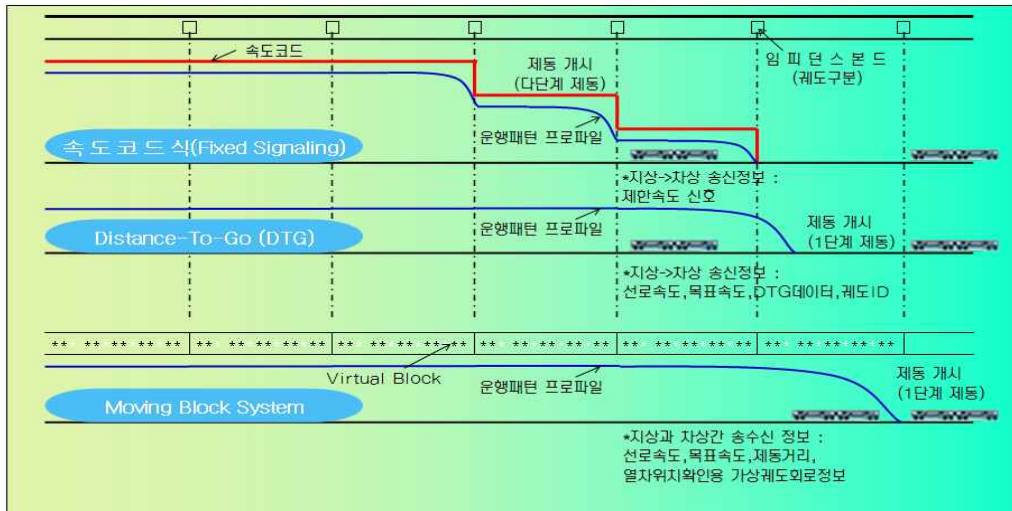 속도코드
제동 개시
(다단계 제동)
임 피 던 스 본 드
(궤도구분)
운행패턴 프로파일
속 도 코 드 식(Fixed Signaling)
*지상->차상 송신정보 :
제한속도 신호
Distance-To-Go (DTG)
운행패턴 프로파일
제동 개시
(1단계 제동)
*지상->차상 송신정보 :
선로속도,목표속도,DTG데이터,궤도ID
** ** ** ** ** ** ** ** ** ** ** ** ** ** ** ** ** ** ** ** ** ** ** ** ** ** ** ** **
Virtual Block
운행패턴 프로파일
제동 개시
(1단계 제동)
Moving Block System
*지상과 차상간 송수신 정보 :
선로속도,목표속도,제동거리,
열차위치확인용 가상궤도회로정보